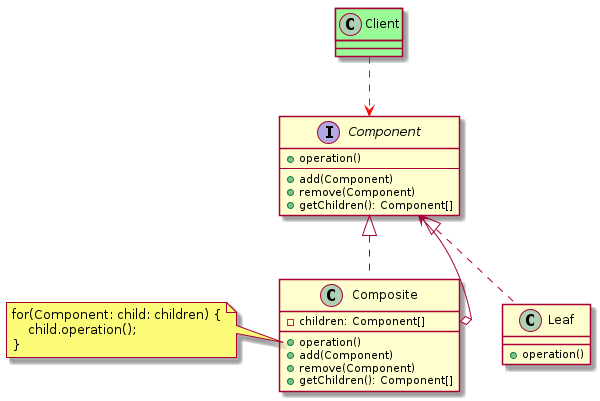 C Client
I Component
operation()
add(Component)
remove(Component)
getChildren(): Component[]
C Composite
children: Component[]
operation()
add(Component)
remove(Component)
getChildren(): Component[]
for(Component: child: children) {
child.operation();
}
C Leaf
operation()